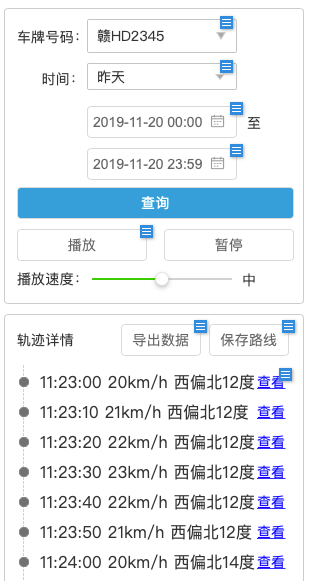 车牌号码： 赣HD2345
时间： 昨天
2019-11-20 00:00 至
2019-11-20 23:59
查询
播放 暂停
播放速度： 中
轨迹详情 导出数据 保存路线
11:23:00 20km/h 西偏北12度 查看
11:23:10 21km/h 西偏北12度 查看
11:23:20 22km/h 西偏北12度 查看
11:23:30 23km/h 西偏北12度 查看
11:23:40 22km/h 西偏北12度 查看
11:23:50 21km/h 西偏北12度 查看
11:24:00 20km/h 西偏北14度 查看